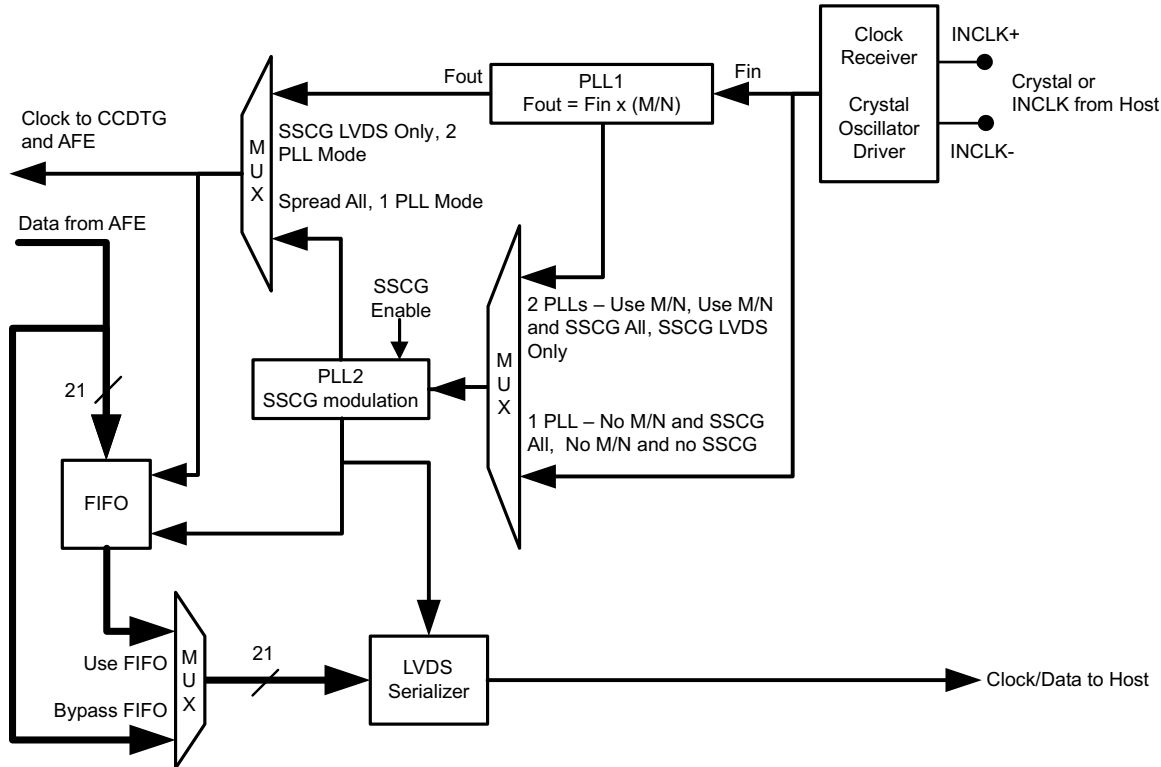 Clock
Receiver
Crystal
Oscillator
Driver
INCLK+
Crystal or
INCLK from Host
INCLK-
Fin
PLL1
Fout = Fin x (M/N)
Fout
MUX
SSCG LVDS Only, 2
PLL Mode
Spread All, 1 PLL Mode
Clock to CCDTG
and AFE
Data from AFE
SSCG
Enable
MUX
2 PLLs – Use M/N, Use M/N
and SSCG All, SSCG LVDS
Only
1 PLL – No M/N and SSCG
All, No M/N and no SSCG
PLL2
SSCG modulation
21
FIFO
Use FIFO
Bypass FIFO
MUX
21
LVDS
Serializer
Clock/Data to Host